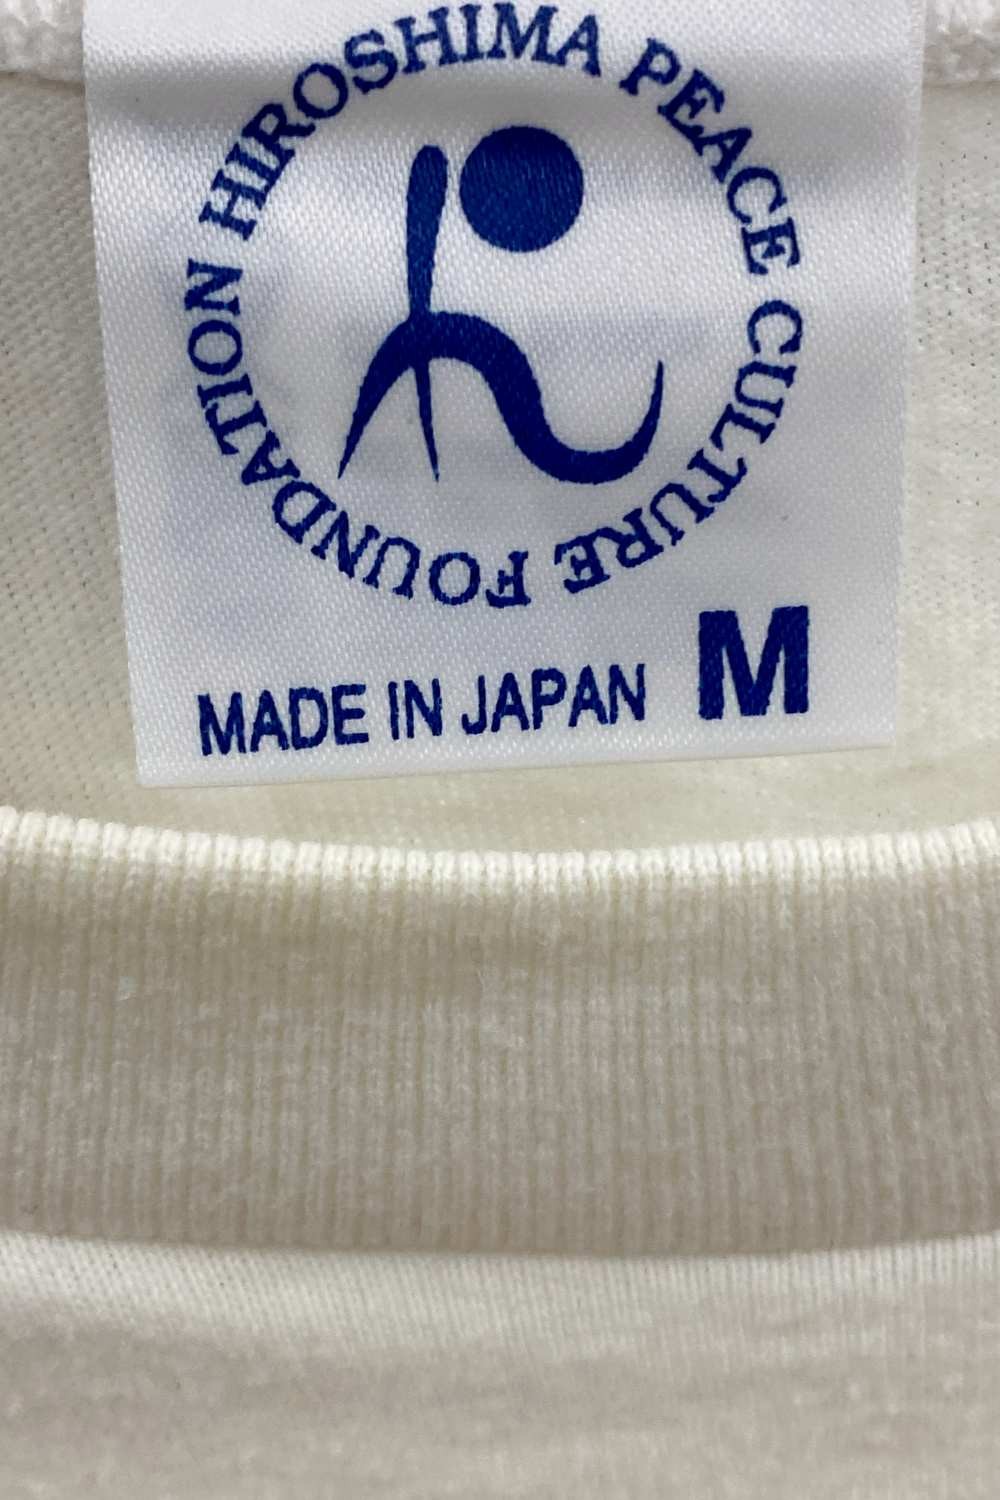 HIROSHIMA PEACE CULTURE FOUNDATION
MADE IN JAPAN M